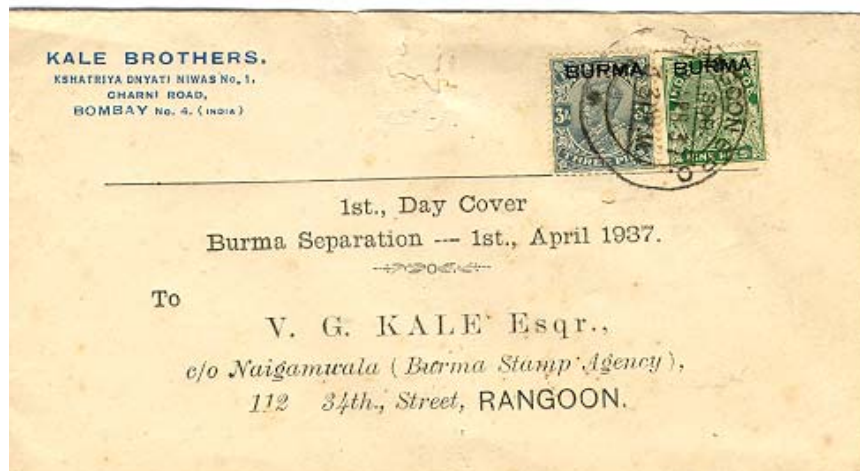 KALE BROTHERS.
KSHATRIYA DNYATI NIWAS No, 1.
CHARNI ROAD,
BOMBAY No. 4. (INDIA)
BURMA BURMA
1st., Day Cover
Burma Separation --- 1st., April 1937.
To
V. G. KALE Esqr.,
c/o Naigamwala (Burma Stamp Agency),
112 34th., Street, RANGOON.